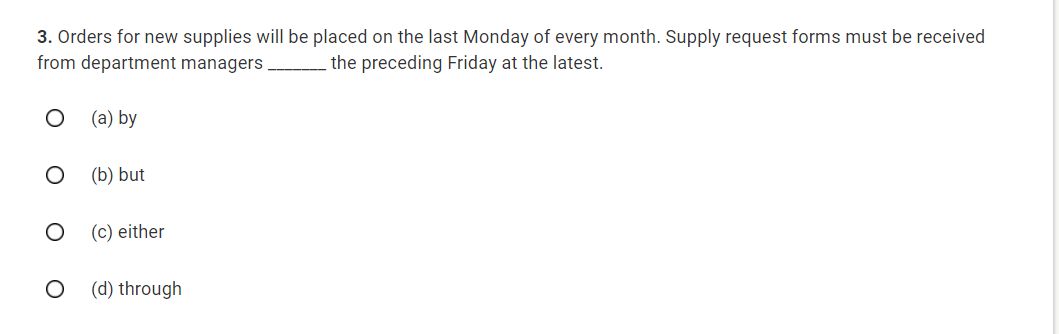 3. Orders for new supplies will be placed on the last Monday of every month. Supply request forms must be received
from department managers _______ the preceding Friday at the latest.
(a) by
(b) but
(c) either
(d) through